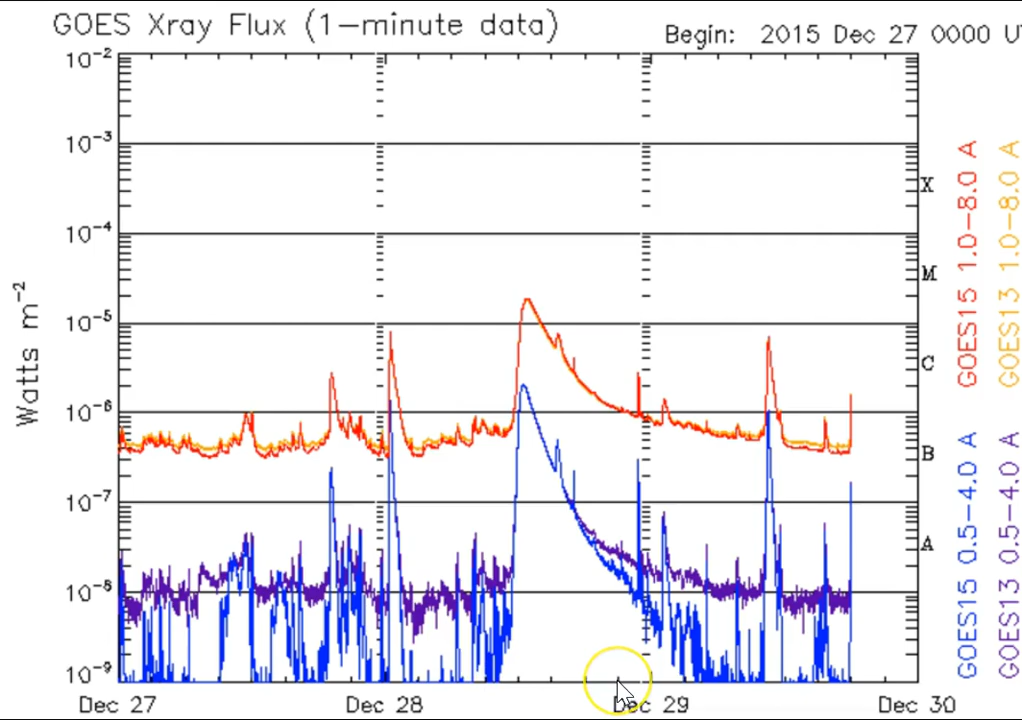 GOES Xray Flux (1-minute data)
Begin: 2015 Dec 27 0000 U
10-2
10-3
10-4
10-5
10-6
10-7
10-8
10-9
Watts m-2
X
M
C
B
A
Dec 27
Dec 28
Dec 29
Dec 30
GOES15 1.0-8.0 A
GOES13 1.0-8.0 A
GOES15 0.5-4.0 A
GOES13 0.5-4.0 A